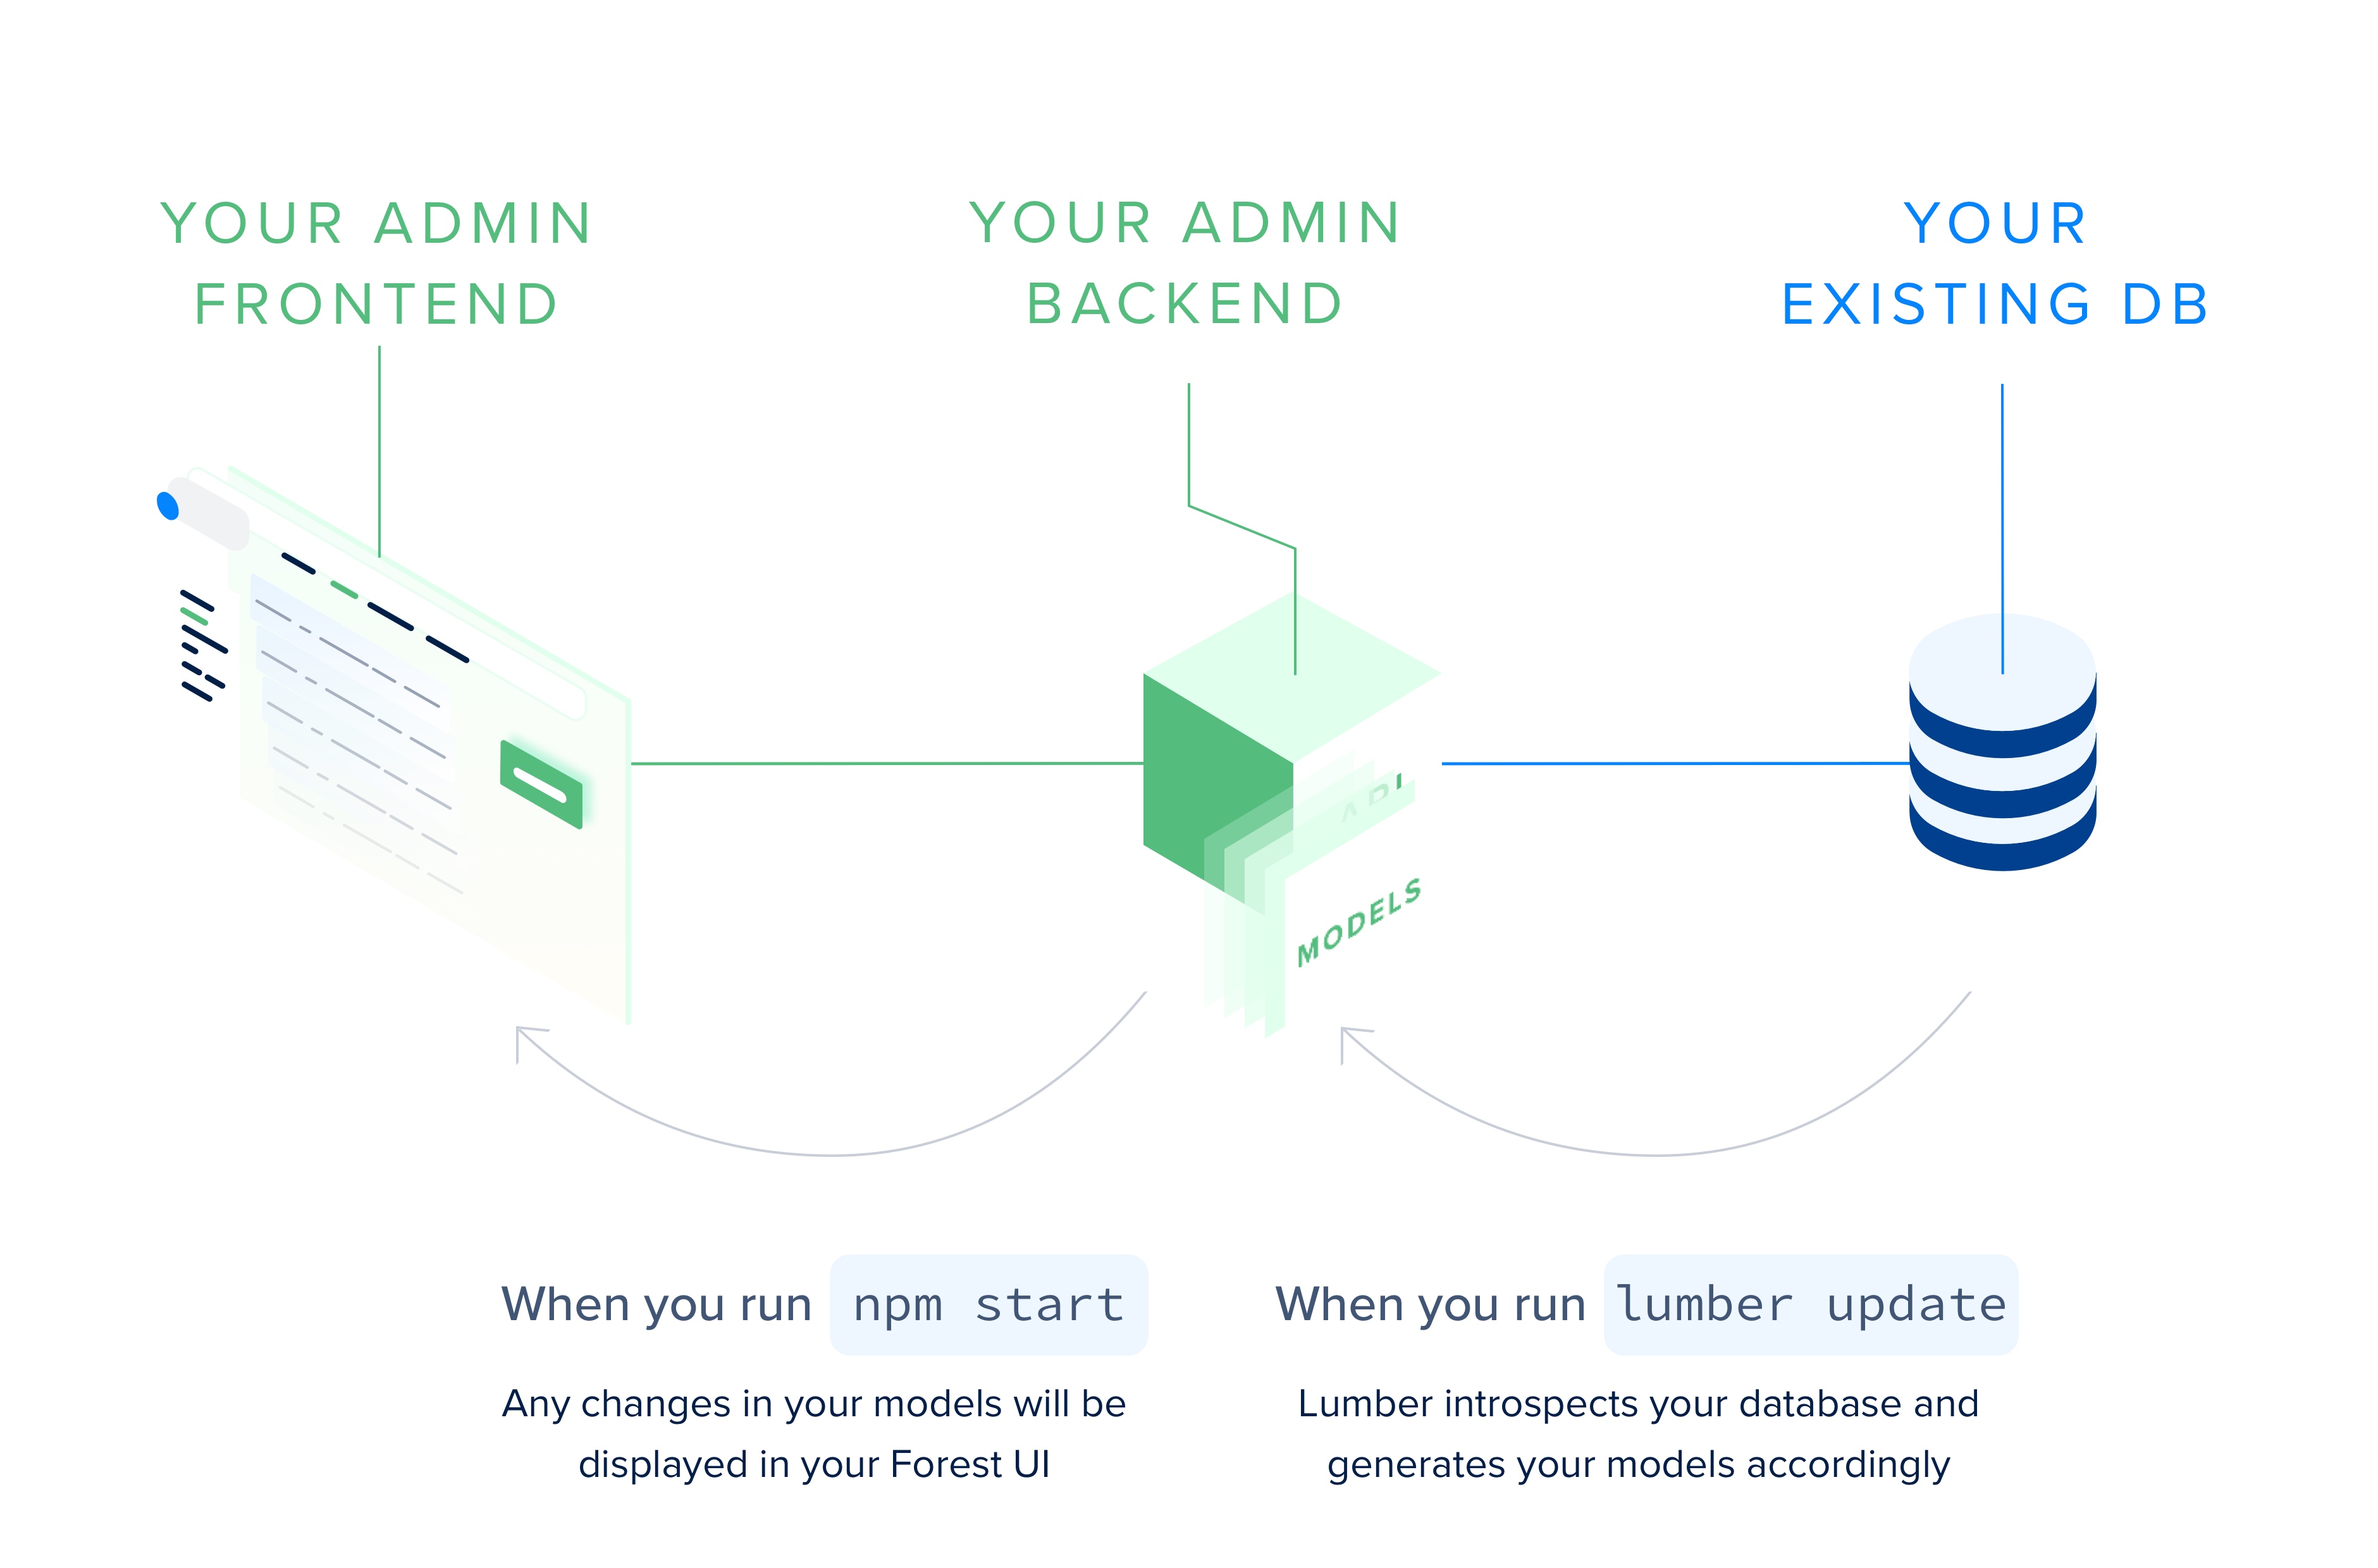 YOUR ADMIN
FRONTEND
YOUR ADMIN
BACKEND
YOUR
EXISTING DB
MODELS
When you run npm start
Any changes in your models will be
displayed in your Forest UI
When you run lumber update
Lumber introspects your database and
generates your models accordingly